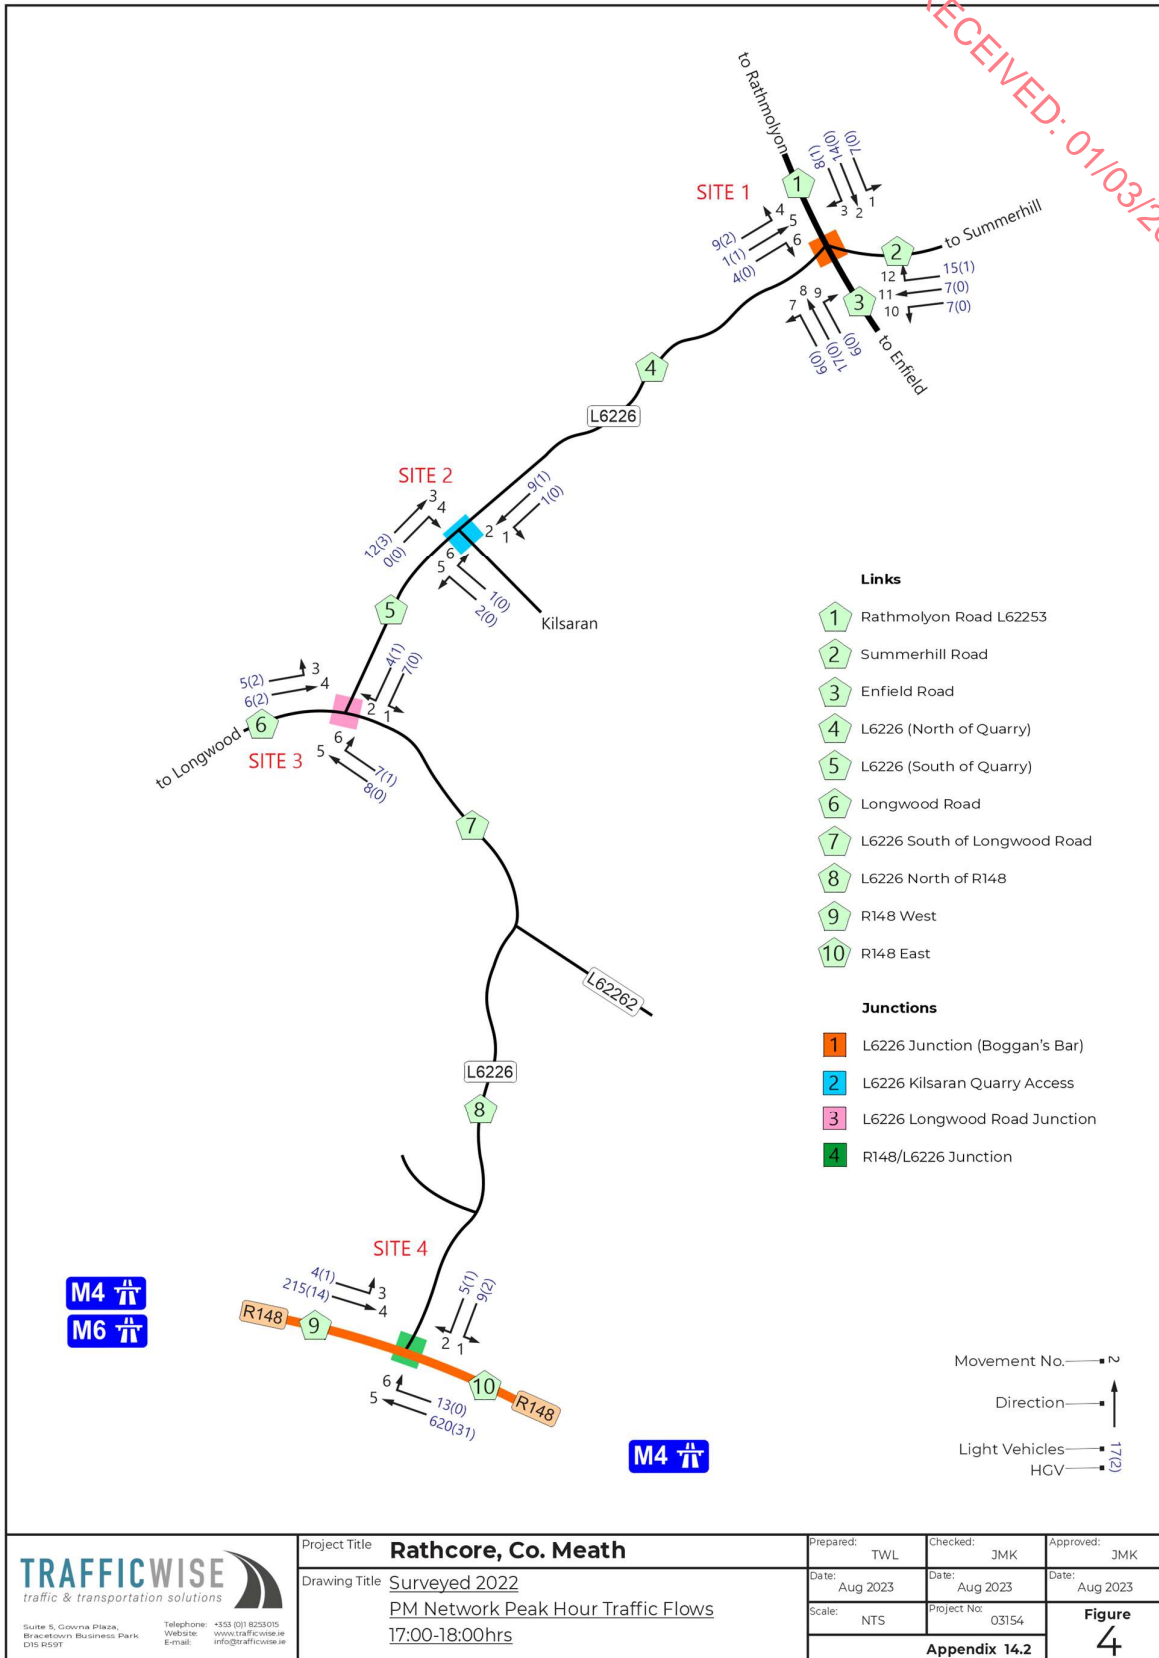 RECEIVED: 01/03/20
to Rathmolyon
8(1)
14(0)
7(0)
SITE 1
1
3
2
1
4
5
6
9(2)
1(1)
4(0)
to Summerhill
2
12
15(1)
11
7(0)
10
7(0)
3
8
9
7
6(0)
17(0)
6(0)
to Enfield
4
L6226
SITE 2
3
4
9(1)
1(0)
2
1
12(3)
0(0)
6
5
1(0)
2(0)
Kilsaran
5
4(1)
7(0)
5(2)
3
6(2)
4
2
1
6
to Longwood
SITE 3
6
5
7(1)
8(0)
7
L62262
L6226
8
SITE 4
4(1)
3
215(14)
4
5(1)
9(2)
2
1
M4
M6
R148
9
6
5
13(0)
620(31)
10
R148
M4
Links
1 Rathmolyon Road L62253
2 Summerhill Road
3 Enfield Road
4 L6226 (North of Quarry)
5 L6226 (South of Quarry)
6 Longwood Road
7 L6226 South of Longwood Road
8 L6226 North of R148
9 R148 West
10 R148 East
Junctions
1 L6226 Junction (Boggan's Bar)
2 L6226 Kilsaran Quarry Access
3 L6226 Longwood Road Junction
4 R148/L6226 Junction
Movement No. 2
Direction
Light Vehicles
HGV
17(2)
TRAFFICWISE
traffic & transportation solutions
Suite 5, Gowna Plaza,
Bracetown Business Park
D15 R59T
Telephone: +353 (0)1 8253015
Website: www.trafficwise.ie
E-mail: info@trafficwise.ie
Project Title Rathcore, Co. Meath
Drawing Title Surveyed 2022
PM Network Peak Hour Traffic Flows
17:00-18:00hrs
Prepared: TWL
Checked: JMK
Approved: JMK
Date: Aug 2023
Date: Aug 2023
Date: Aug 2023
Scale: NTS
Project No: 03154
Figure
4
Appendix 14.2